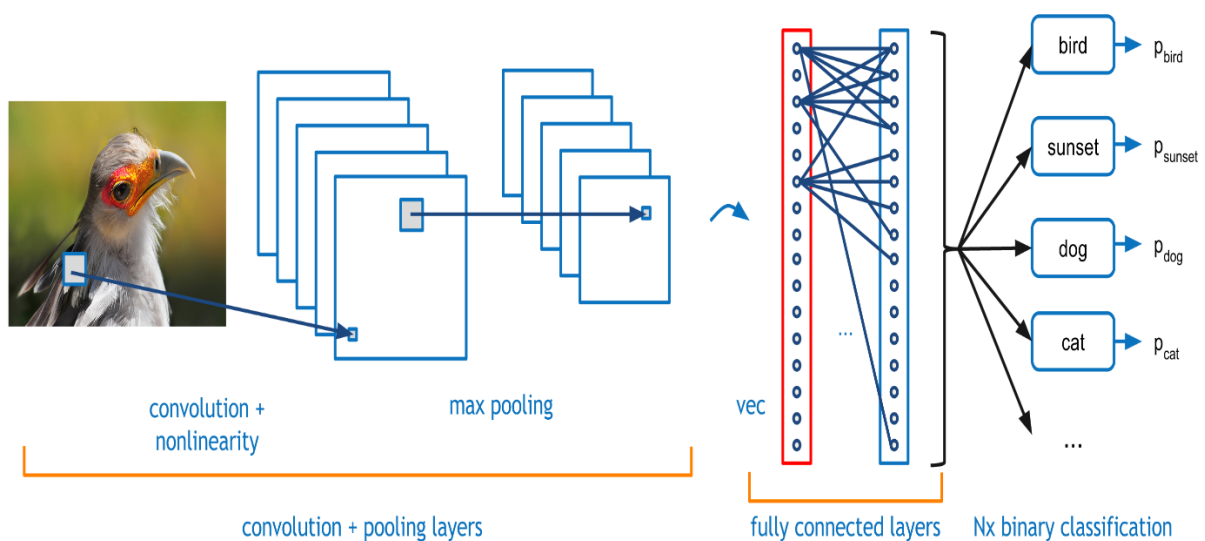 bird
p_bird
sunset
p_sunset
dog
p_dog
cat
p_cat
...
...
convolution +
nonlinearity
max pooling
vec
convolution + pooling layers
fully connected layers
Nx binary classification